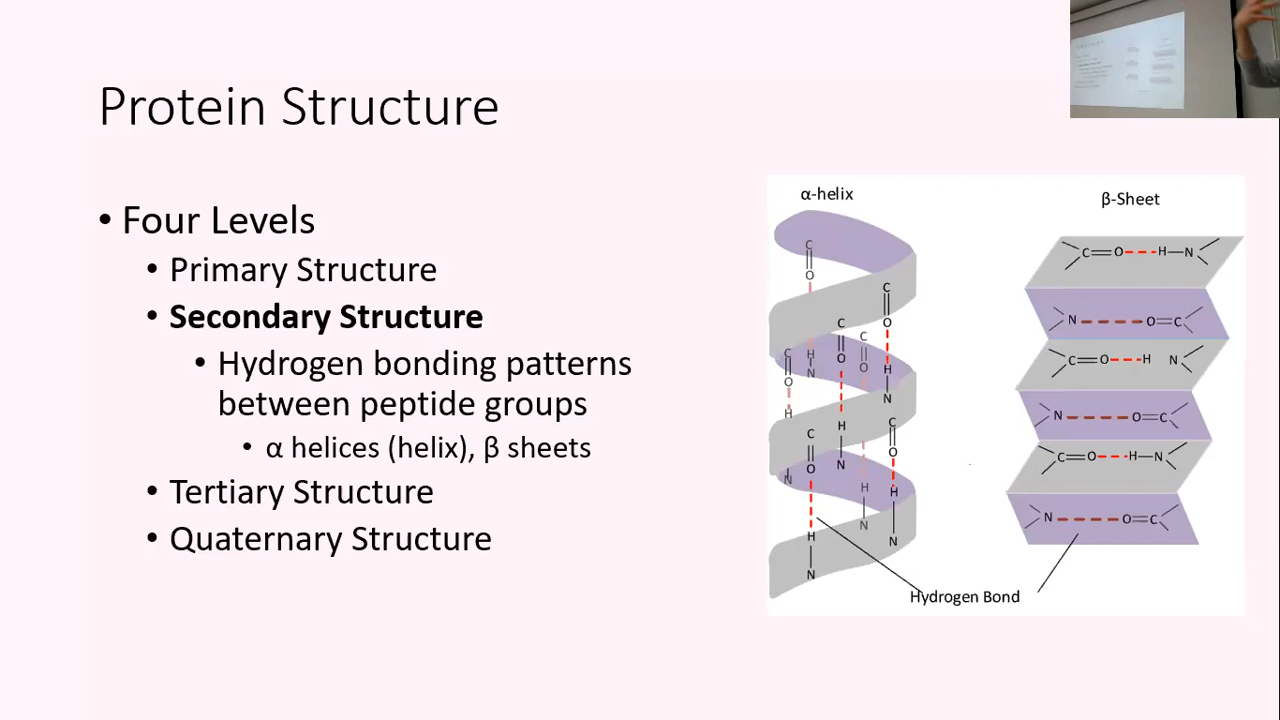 Protein Structure
• Four Levels
• Primary Structure
• Secondary Structure
• Hydrogen bonding patterns
between peptide groups
• α helices (helix), β sheets
• Tertiary Structure
• Quaternary Structure
α-helix
C
O
C
O
C
O
C
O
C
O
H
N
H
N
H
C
O
H
N
C
O
N
H
N
H
N
H
N
β-Sheet
C=O---H—N
N-----O=C
C=O---H N
N-----O=C
C=O---H—N
N-----O=C
Hydrogen Bond